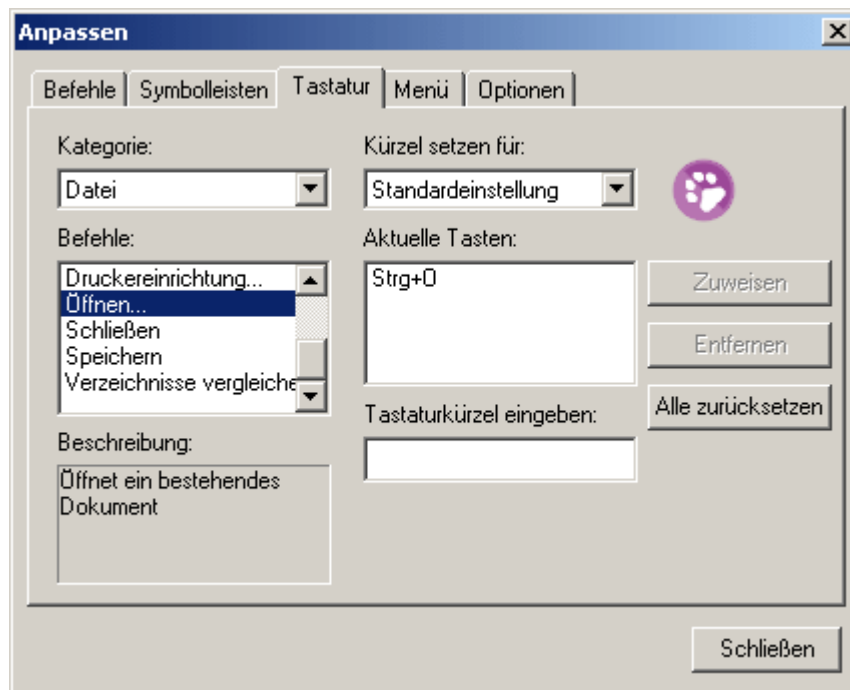 Anpassen
Befehle
Symbolleisten
Tastatur
Menü
Optionen
Kategorie:
Datei
Kürzel setzen für:
Standardeinstellung
Befehle:
Druckereinrichtung...
Öffnen...
Schließen
Speichern
Verzeichnisse vergleiche
Aktuelle Tasten:
Strg+O
Zuweisen
Entfernen
Alle zurücksetzen
Tastaturkürzel eingeben:
Beschreibung:
Öffnet ein bestehendes
Dokument
Schließen